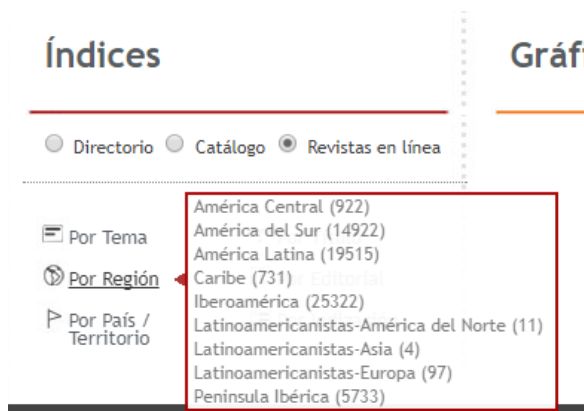 Índices
Gráf
Directorio Catálogo Revistas en línea
Por Tema
Por Región
Por País /
Territorio
América Central (922)
América del Sur (14922)
América Latina (19515)
Caribe (731)
Iberoamérica (25322)
Latinoamericanistas-América del Norte (11)
Latinoamericanistas-Asia (4)
Latinoamericanistas-Europa (97)
Peninsula Ibérica (5733)
Editorial